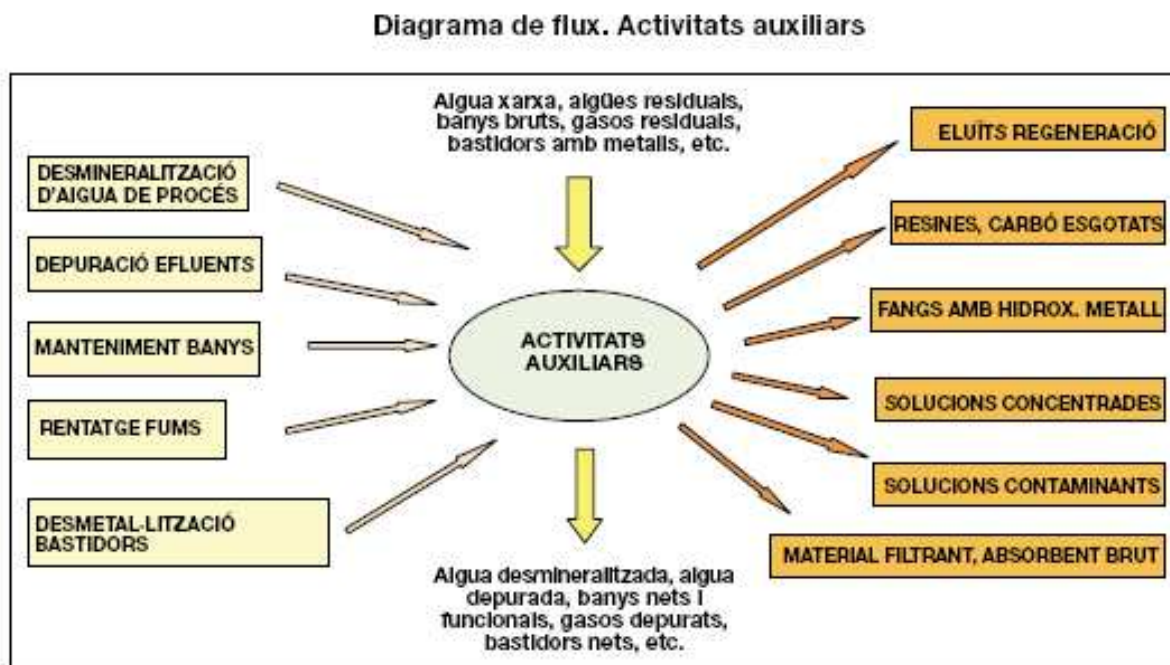 Diagrama de flux. Activitats auxiliars
Aigua xarxa, aigües residuals,
banys bruts, gasos residuals,
bastidors amb metalls, etc.
DESMINERALITZACIÓ
D'AIGUA DE PROCÉS
DEPURACIÓ EFLUENTS
MANTENIMENT BANYS
RENTATGE FUMS
DESMETAL·LITZACIÓ
BASTIDORS
ACTIVITATS
AUXILIARS
ELUÏTS REGENERACIÓ
RESINES, CARBÓ ESGOTATS
FANGS AMB HIDROX. METALL
SOLUCIONS CONCENTRADES
SOLUCIONS CONTAMINANTS
MATERIAL FILTRANT, ABSORBENT BRUT
Aigua desmineralitzada, aigua
depurada, banys nets i
funcionals, gasos depurats,
bastidors nets, etc.